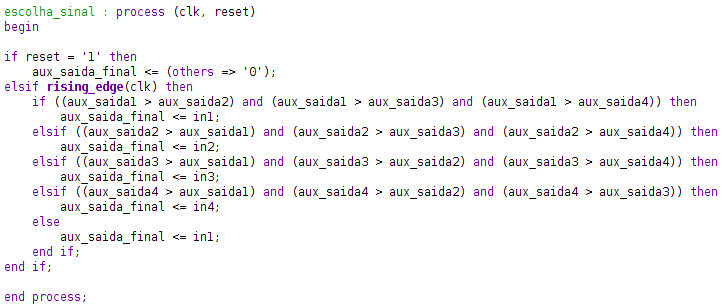 escolha_sinal : process (clk, reset)
begin
if reset = '1' then
aux_saida_final <= (others => '0');
elsif rising_edge(clk) then
if ((aux_saida1 > aux_saida2) and (aux_saida1 > aux_saida3) and (aux_saida1 > aux_saida4)) then
aux_saida_final <= in1;
elsif ((aux_saida2 > aux_saida1) and (aux_saida2 > aux_saida3) and (aux_saida2 > aux_saida4)) then
aux_saida_final <= in2;
elsif ((aux_saida3 > aux_saida1) and (aux_saida3 > aux_saida2) and (aux_saida3 > aux_saida4)) then
aux_saida_final <= in3;
elsif ((aux_saida4 > aux_saida1) and (aux_saida4 > aux_saida2) and (aux_saida4 > aux_saida3)) then
aux_saida_final <= in4;
else
aux_saida_final <= in1;
end if;
end if;
end process;